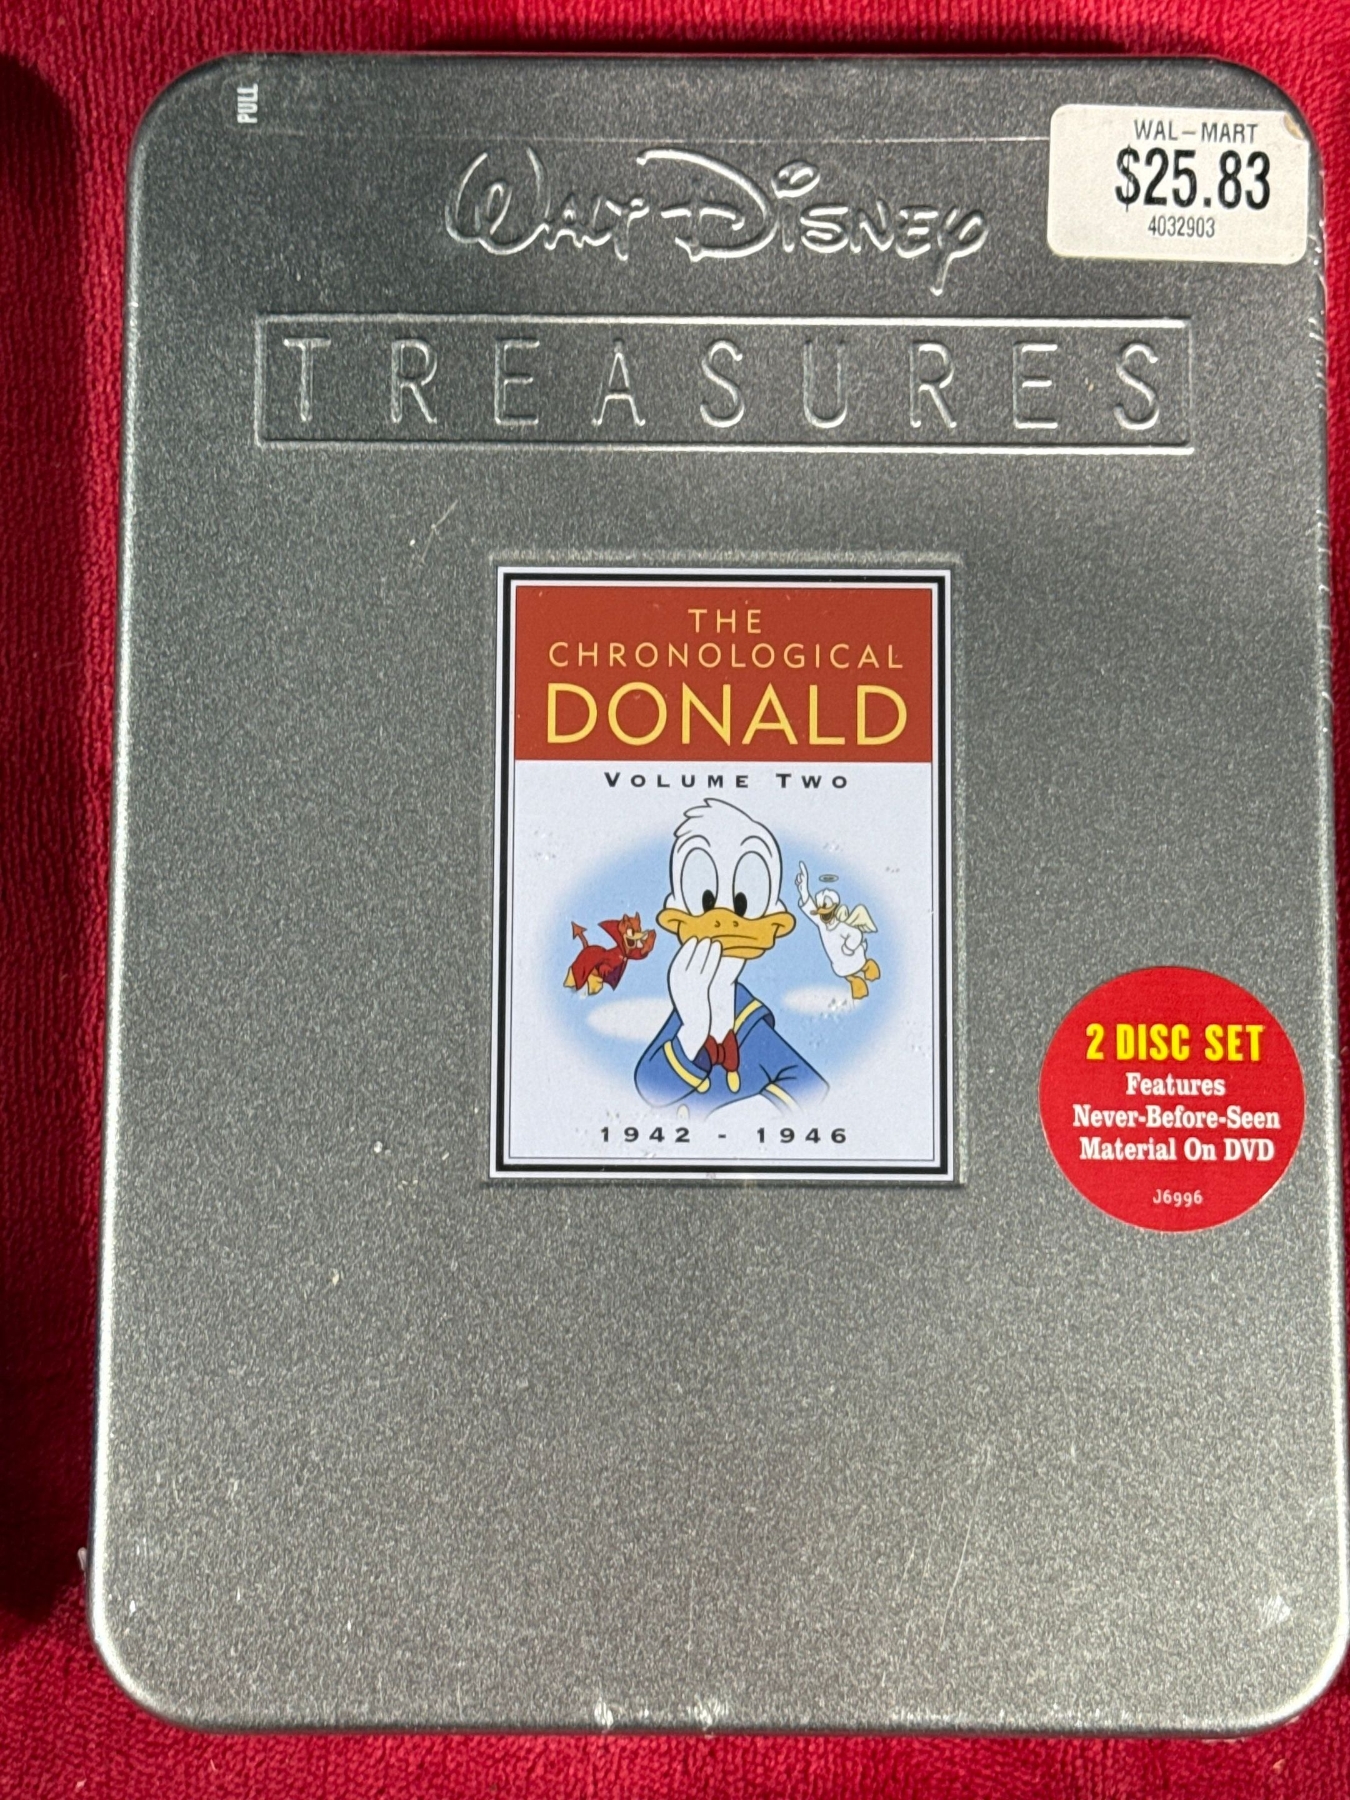 PULL
WAL-MART
$25.83
4032903
WALT DISNEY
TREASURES
THE
CHRONOLOGICAL
DONALD
VOLUME TWO
1942 - 1946
2 DISC SET
Features
Never-Before-Seen
Material On DVD
J6996